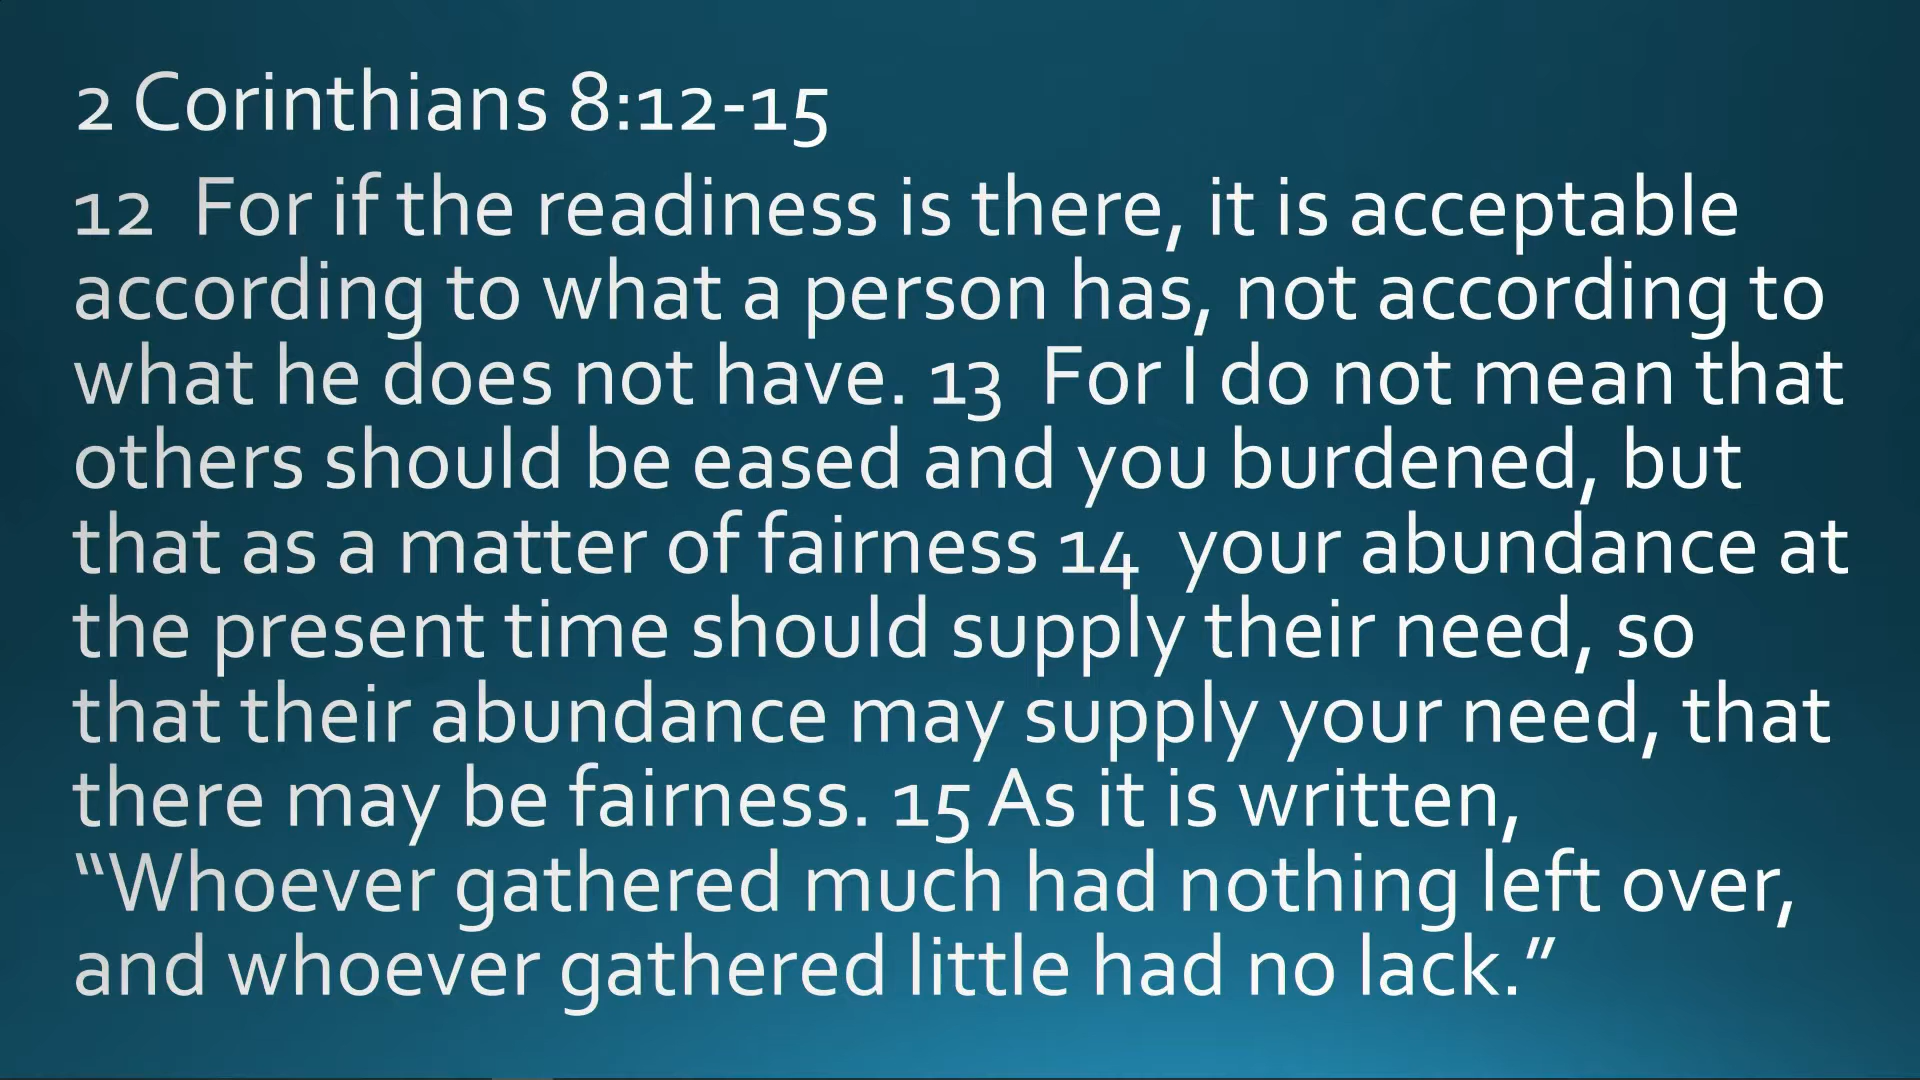 2 Corinthians 8:12-15
12  For if the readiness is there, it is acceptable
according to what a person has, not according to
what he does not have. 13  For I do not mean that
others should be eased and you burdened, but
that as a matter of fairness 14  your abundance at
the present time should supply their need, so
that their abundance may supply your need, that
there may be fairness. 15 As it is written,
“Whoever gathered much had nothing left over,
and whoever gathered little had no lack.”